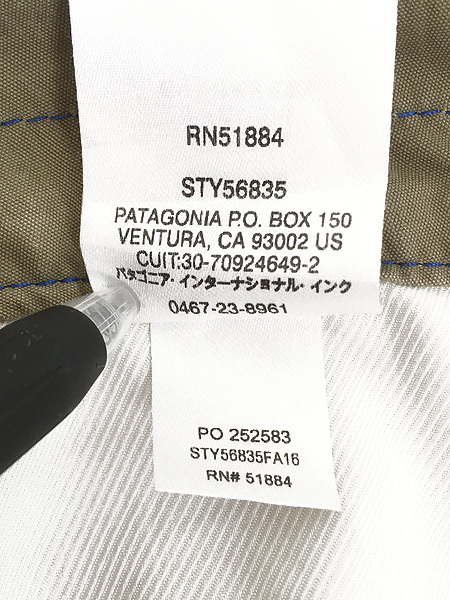 RN51884
STY56835
PATAGONIA P.O. BOX 150
VENTURA, CA 93002 US
CUIT:30-70924649-2
パタゴニア・インターナショナル・インク
0467-23-8961
PO 252583
STY56835FA16
RN# 51884